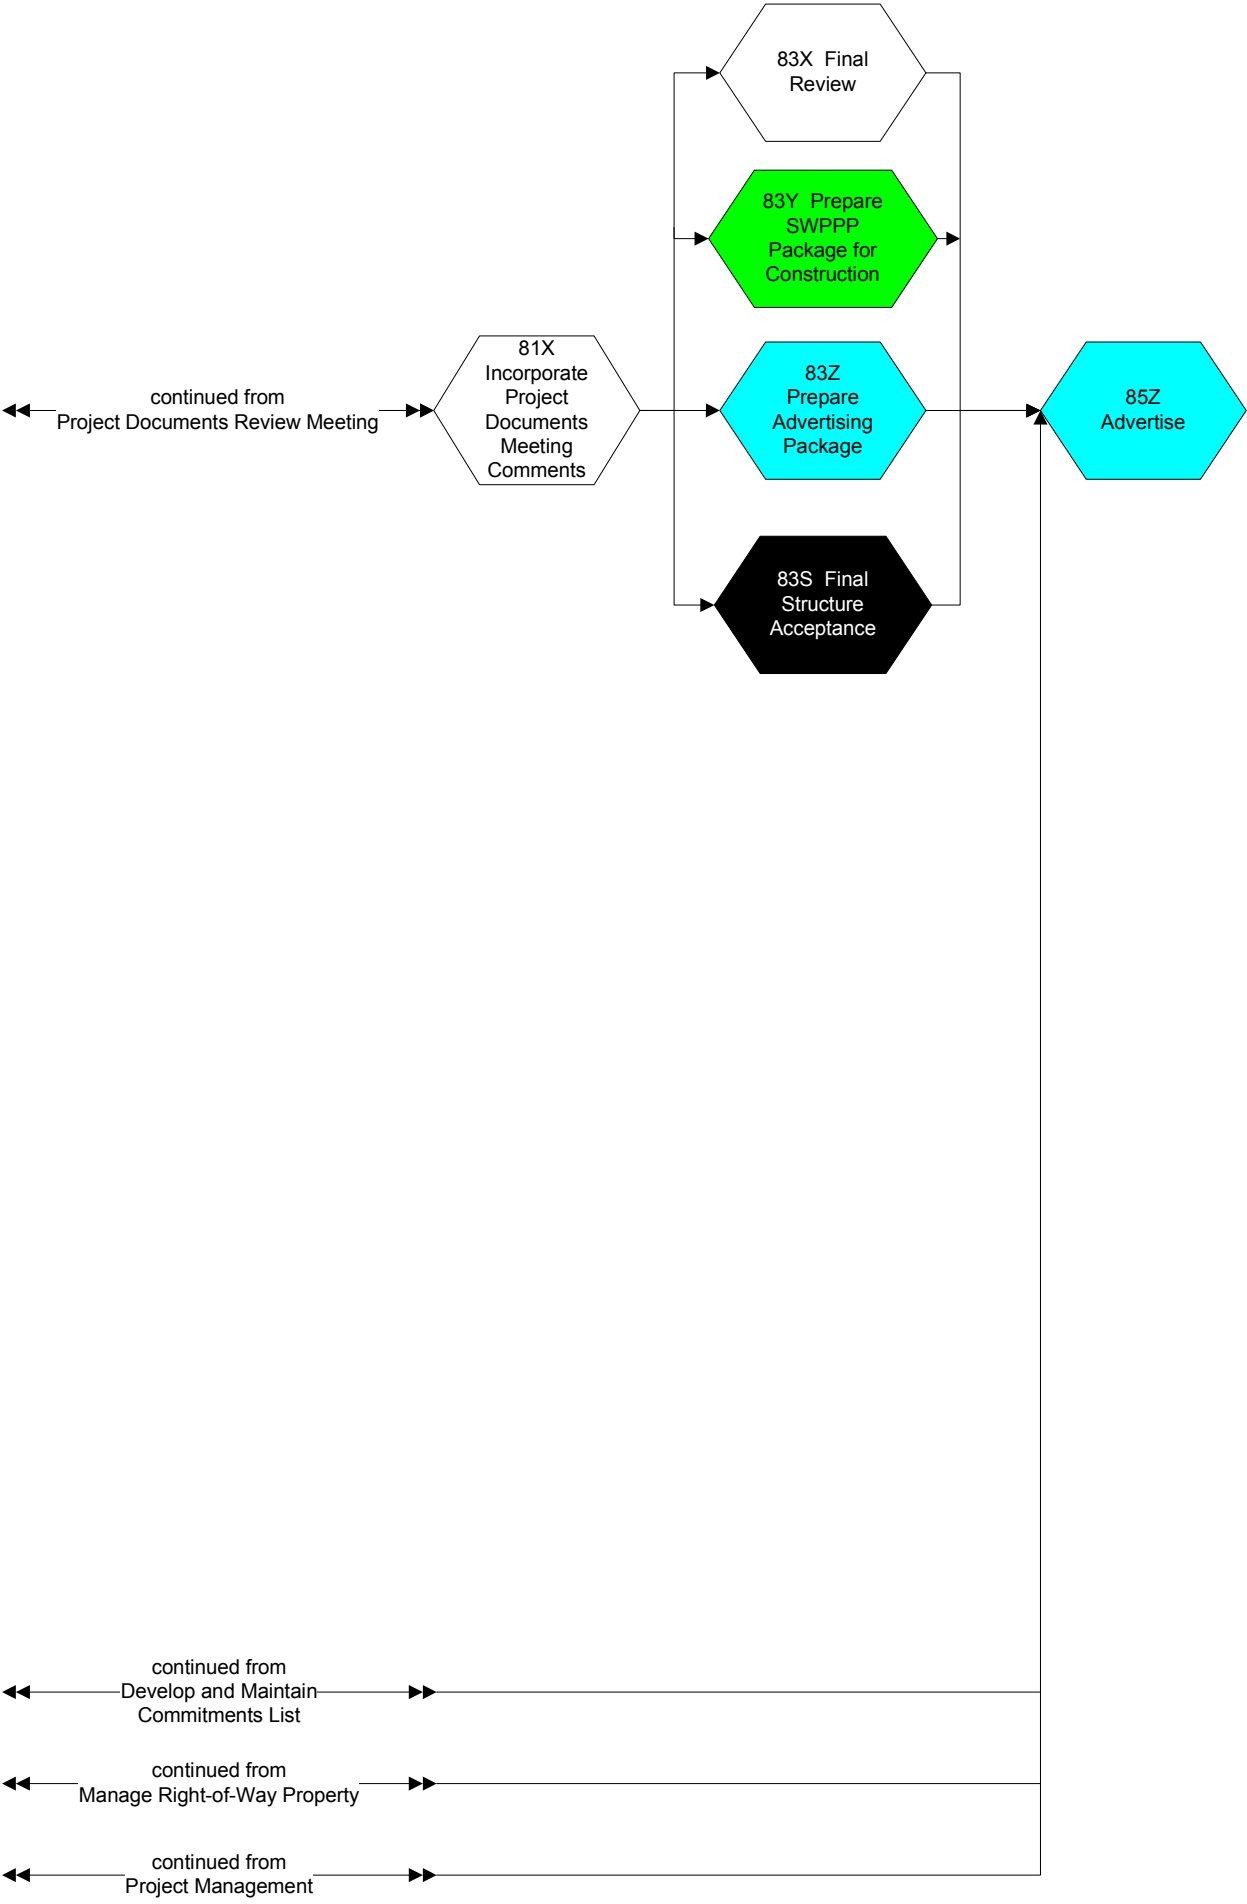 83X  Final
Review
83Y  Prepare
SWPPP
Package for
Construction
continued from
Project Documents Review Meeting
81X
Incorporate
Project
Documents
Meeting
Comments
83Z
Prepare
Advertising
Package
85Z
Advertise
83S  Final
Structure
Acceptance
continued from
Develop and Maintain
Commitments List
continued from
Manage Right-of-Way Property
continued from
Project Management